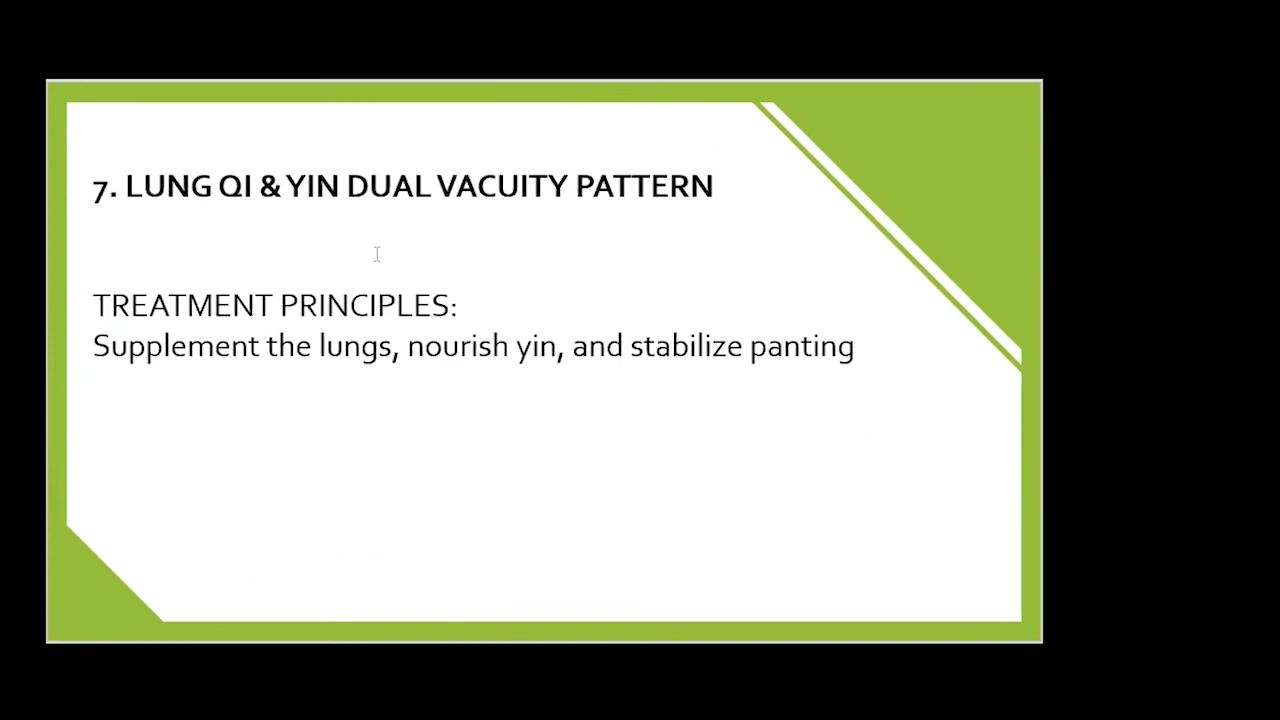 7. LUNG QI & YIN DUAL VACUITY PATTERN
TREATMENT PRINCIPLES:
Supplement the lungs, nourish yin, and stabilize panting